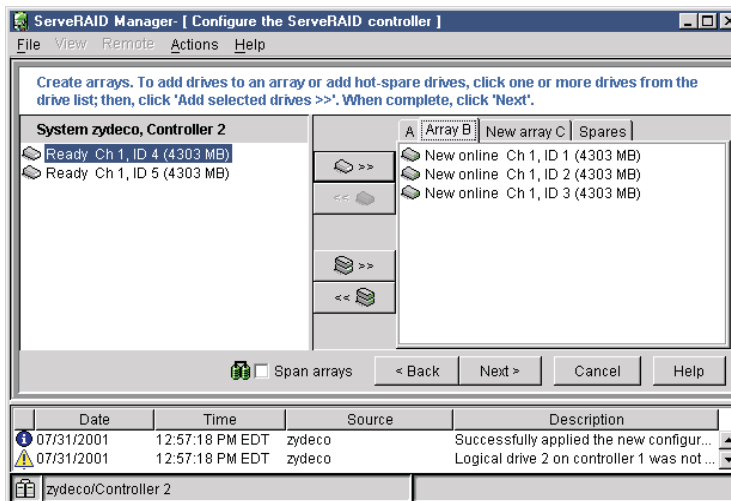 ServeRAID Manager- [ Configure the ServeRAID controller ]
File View Remote Actions Help
Create arrays. To add drives to an array or add hot-spare drives, click one or more drives from the
drive list; then, click 'Add selected drives >>'. When complete, click 'Next'.
System zydeco, Controller 2
Ready Ch 1, ID 4 (4303 MB)
Ready Ch 1, ID 5 (4303 MB)
>>
<<
>>
<<
A Array B New array C Spares
New online Ch 1, ID 1 (4303 MB)
New online Ch 1, ID 2 (4303 MB)
New online Ch 1, ID 3 (4303 MB)
Span arrays < Back Next > Cancel Help
Date Time Source Description
07/31/2001 12:57:18 PM EDT zydeco Successfully applied the new configur...
07/31/2001 12:57:18 PM EDT zydeco Logical drive 2 on controller 1 was not ...
zydeco/Controller 2